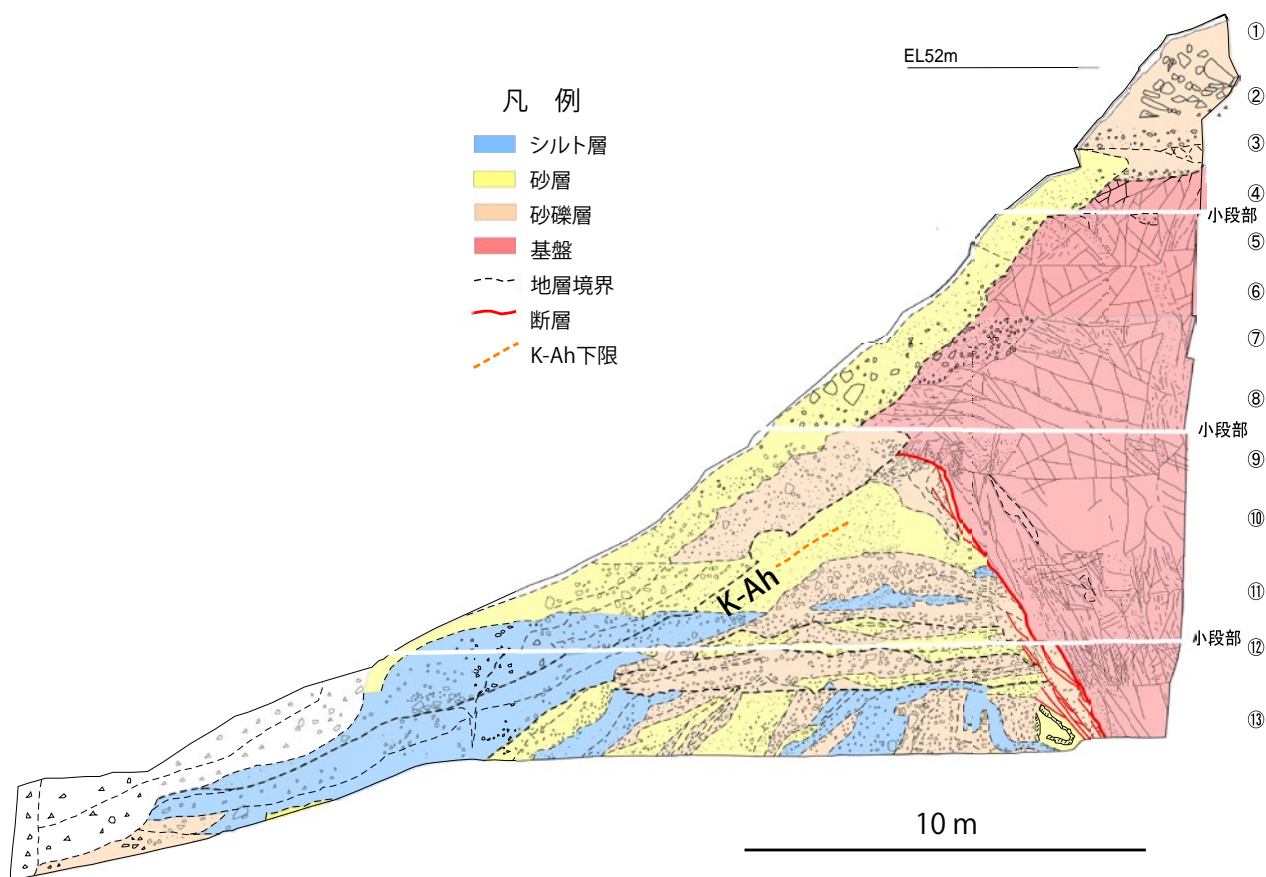 ①
EL52m
凡 例
②
シルト層
③
砂層
④
砂礫層
小段部
⑤
基盤
地層境界
⑥
断層
⑦
K-Ah下限
⑧
小段部
⑨
⑩
K-Ah
⑪
小段部
⑫
⑬
10 m